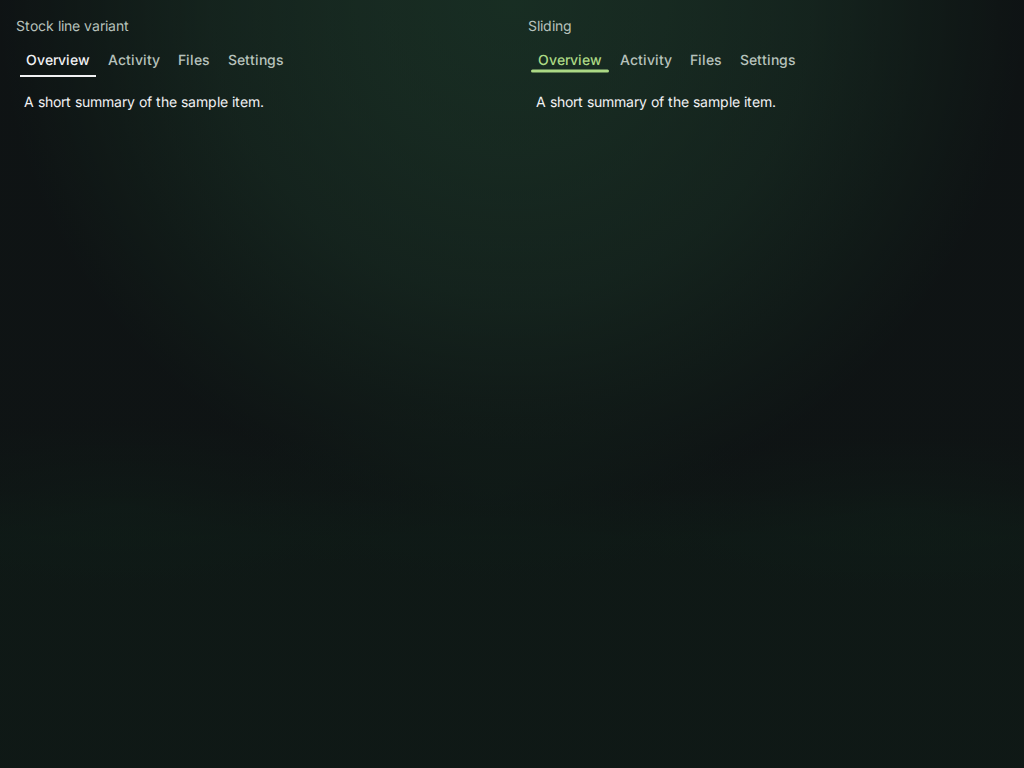 Stock line variant
Overview Activity Files Settings
A short summary of the sample item.
Sliding
Overview Activity Files Settings
A short summary of the sample item.